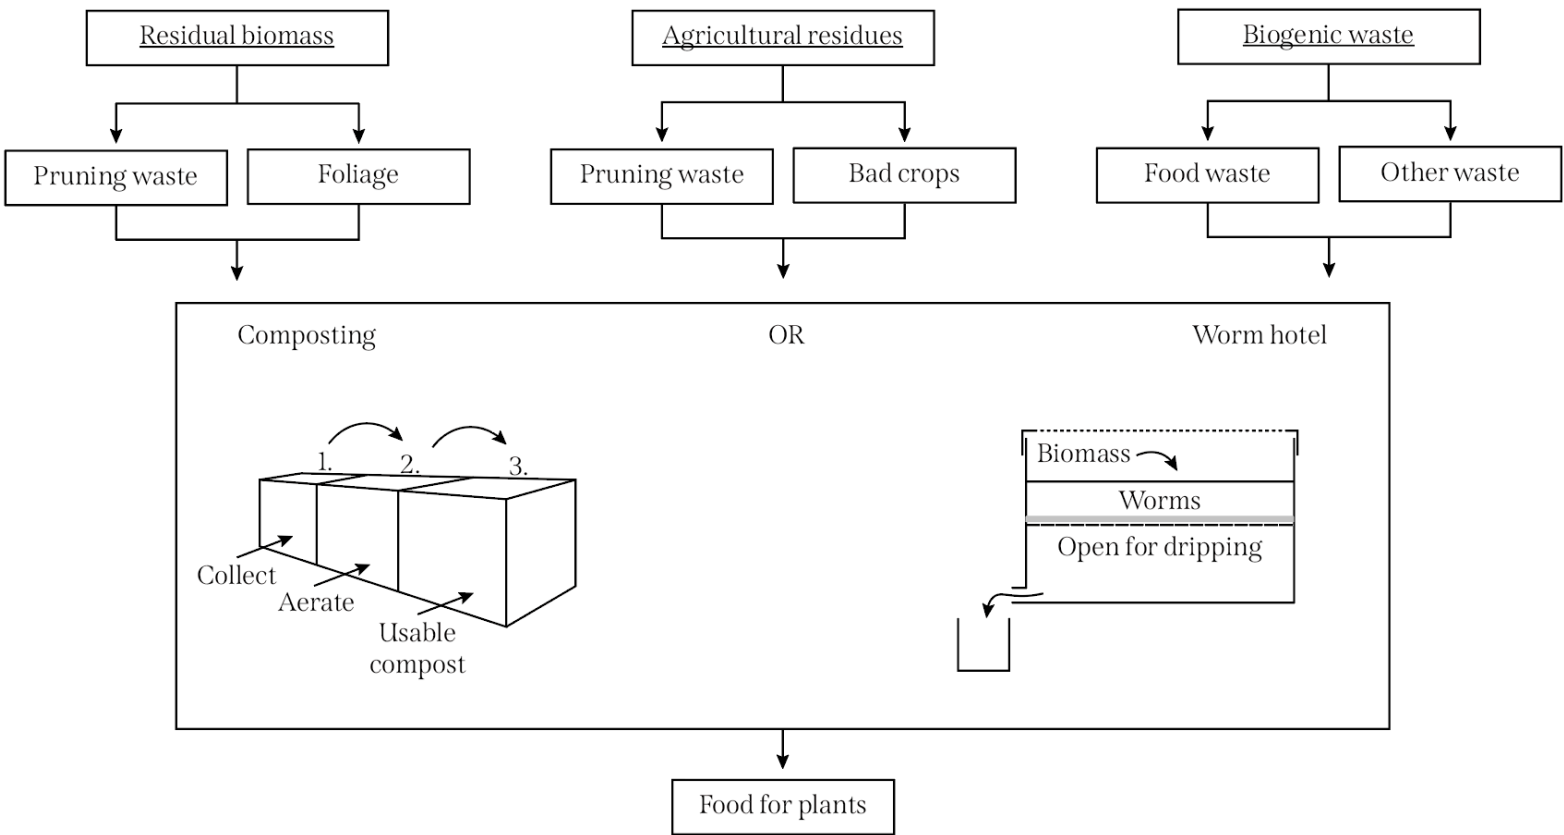 Residual biomass
Agricultural residues
Biogenic waste
Pruning waste
Foliage
Pruning waste
Bad crops
Food waste
Other waste
Composting
OR
Worm hotel
1.
2.
3.
Collect
Aerate
Usable
compost
Biomass
Worms
Open for dripping
Food for plants